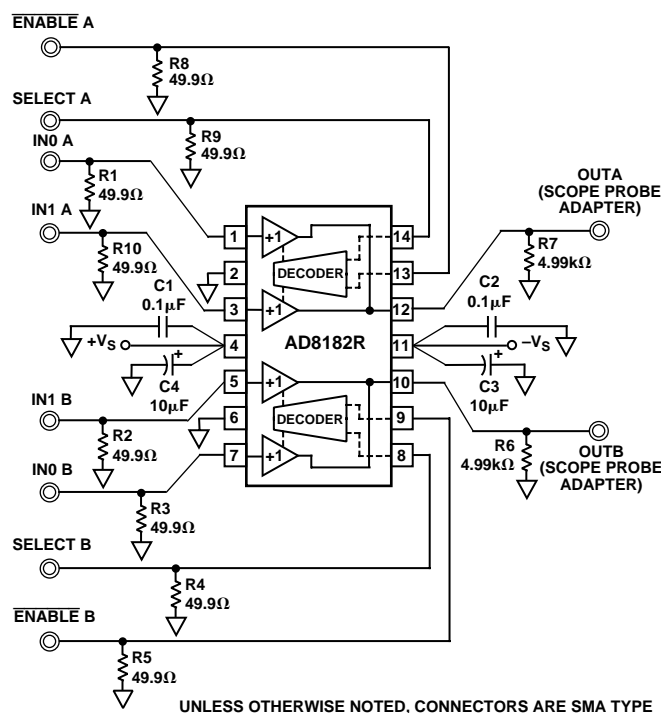 ENABLE A
R8
49.9Ω
SELECT A
R9
49.9Ω
IN0 A
R1
49.9Ω
IN1 A
R10
49.9Ω
OUTA
(SCOPE PROBE
ADAPTER)
R7
4.99kΩ
1
+1
14
2
DECODER
13
3
+1
12
C1
0.1µF
C2
0.1µF
+VS
4
AD8182R
11
–VS
C4
10µF
+
C3
10µF
+
IN1 B
5
+1
10
R2
49.9Ω
6
DECODER
9
IN0 B
7
+1
8
R3
49.9Ω
R6
4.99kΩ
OUTB
(SCOPE PROBE
ADAPTER)
SELECT B
R4
49.9Ω
ENABLE B
R5
49.9Ω
UNLESS OTHERWISE NOTED, CONNECTORS ARE SMA TYPE